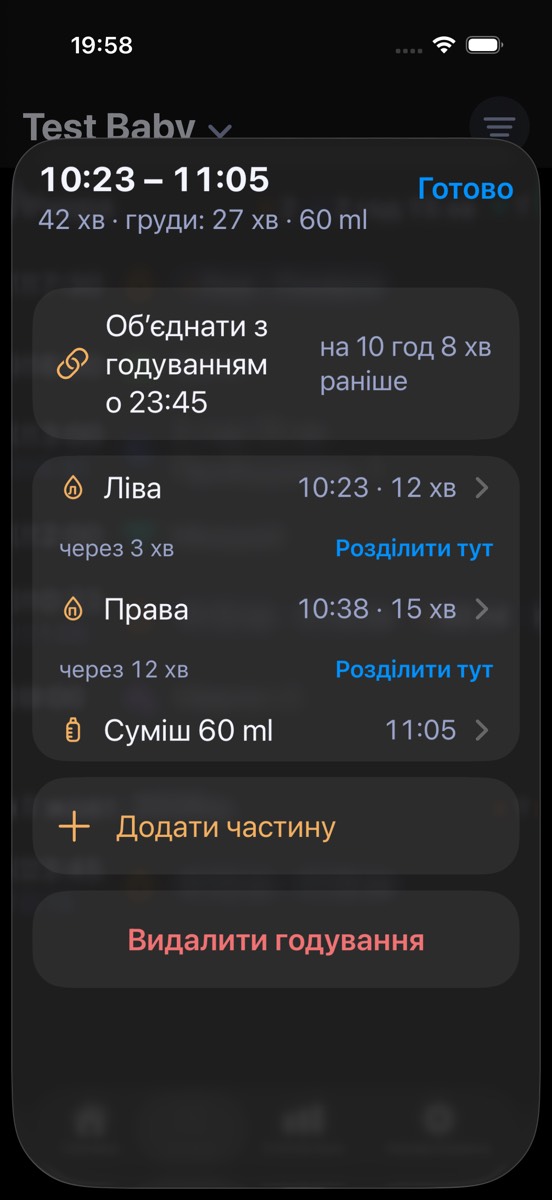 19:58
Test Baby
10:23 – 11:05
Готово
42 хв · груди: 27 хв · 60 ml
Обʼєднати з
годуванням
о 23:45
на 10 год 8 хв
раніше
Ліва
10:23 · 12 хв
через 3 хв
Розділити тут
Права
10:38 · 15 хв
через 12 хв
Розділити тут
Суміш 60 ml
11:05
Додати частину
Видалити годування